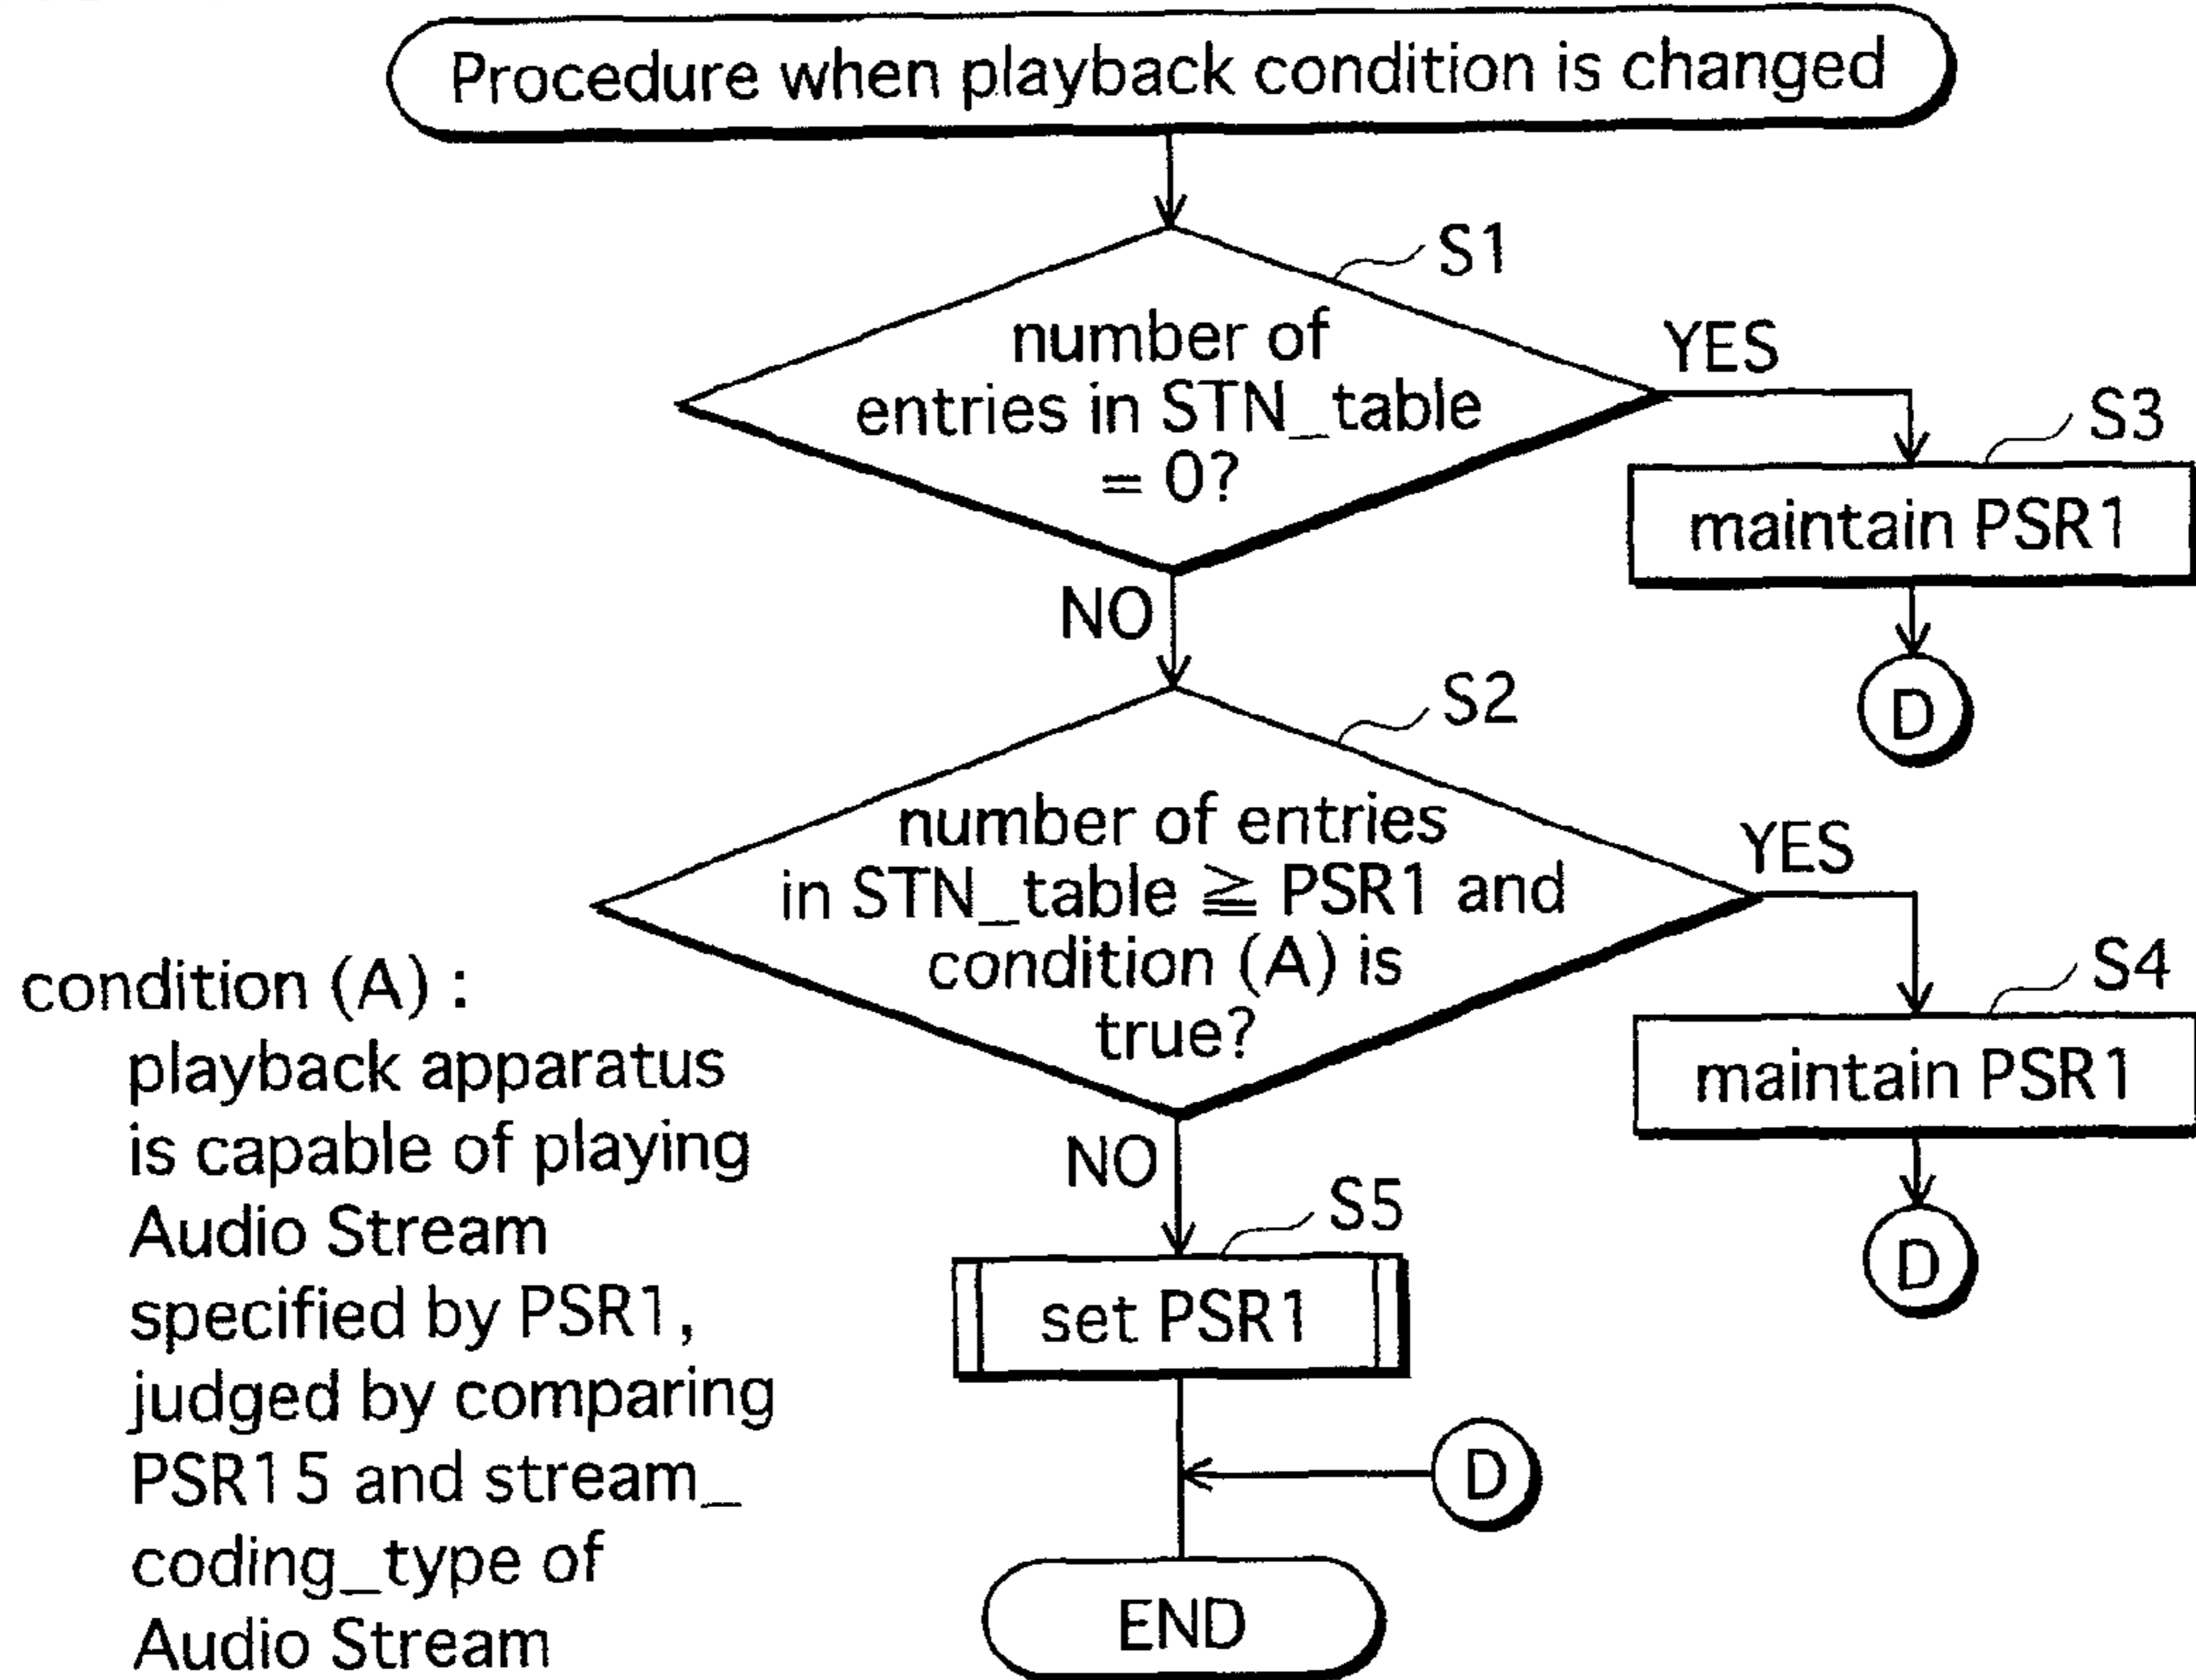 Procedure when playback condition is changed
S1
number of
entries in STN_table
= 0?
YES
S3
maintain PSR1
D
NO
S2
number of entries
in STN_table ≧ PSR1 and
condition (A) is
true?
YES
S4
maintain PSR1
D
NO
S5
set PSR1
D
END
condition (A) :
playback apparatus
is capable of playing
Audio Stream
specified by PSR1,
judged by comparing
PSR15 and stream_
coding_type of
Audio Stream